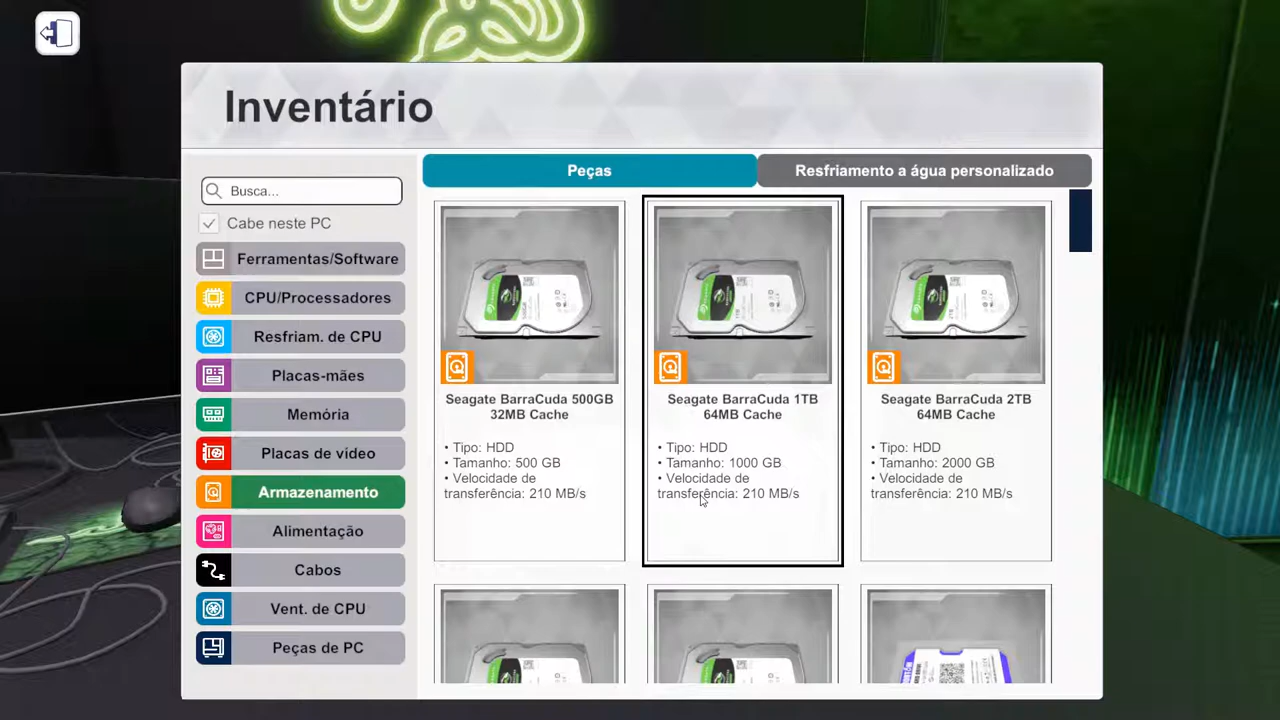 Inventário
Busca...
Cabe neste PC
Ferramentas/Software
CPU/Processadores
Resfriam. de CPU
Placas-mães
Memória
Placas de vídeo
Armazenamento
Alimentação
Cabos
Vent. de CPU
Peças de PC
Peças
Resfriamento a água personalizado
Seagate BarraCuda 500GB
32MB Cache
• Tipo: HDD
• Tamanho: 500 GB
• Velocidade de
transferência: 210 MB/s
Seagate BarraCuda 1TB
64MB Cache
• Tipo: HDD
• Tamanho: 1000 GB
• Velocidade de
transferência: 210 MB/s
Seagate BarraCuda 2TB
64MB Cache
• Tipo: HDD
• Tamanho: 2000 GB
• Velocidade de
transferência: 210 MB/s